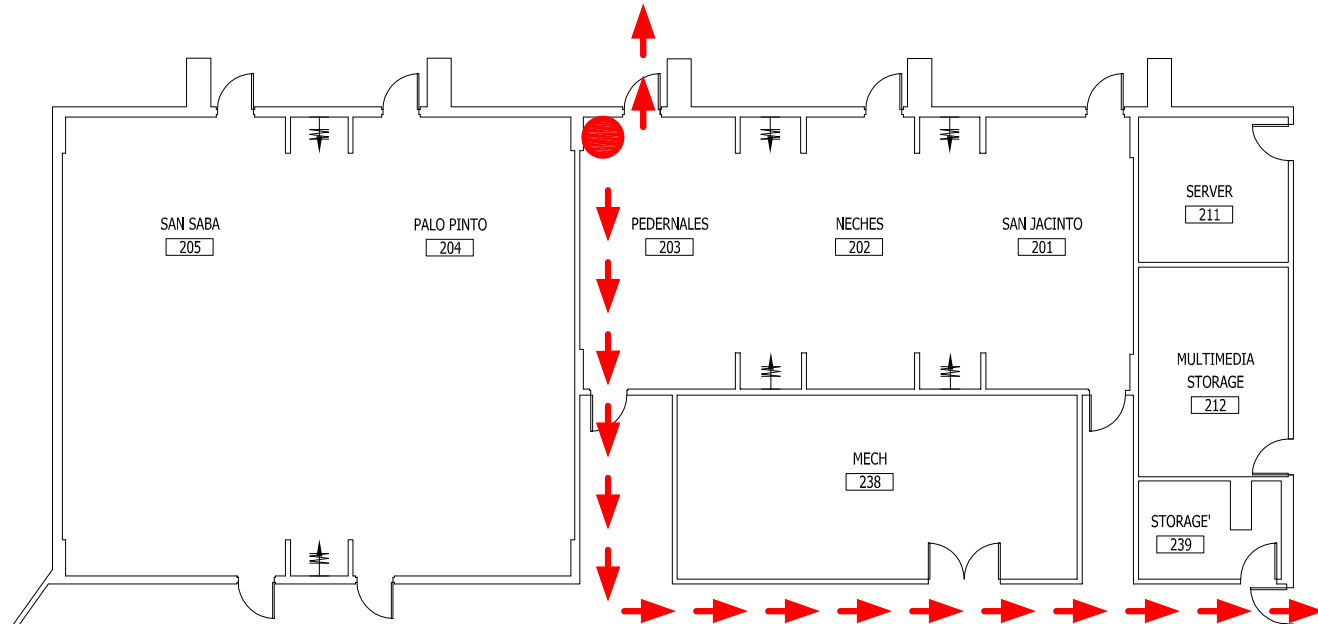 SAN SABA
205
PALO PINTO
204
PEDERNALES
203
NECHES
202
SAN JACINTO
201
SERVER
211
MULTIMEDIA
STORAGE
212
MECH
238
STORAGE'
239